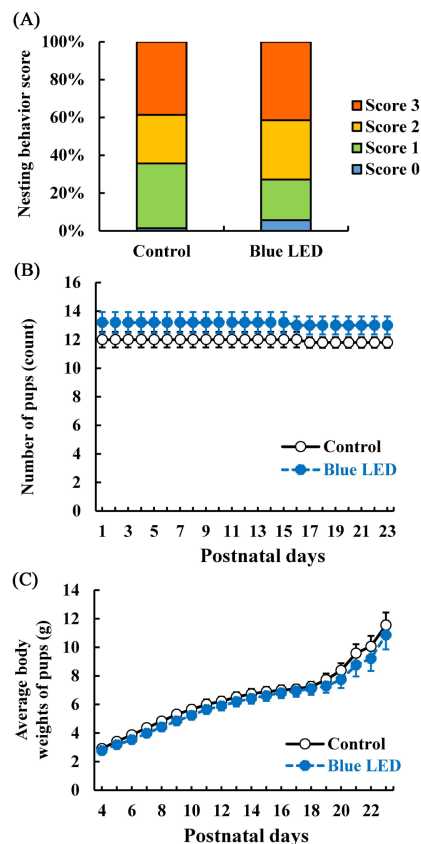 (A)
Nesting behavior score
100%
80%
60%
40%
20%
0%
Control
Blue LED
Score 3
Score 2
Score 1
Score 0
(B)
Number of pups (count)
16
14
12
10
8
6
4
2
0
Control
Blue LED
1 3 5 7 9 11 13 15 17 19 21 23
Postnatal days
(C)
Average body
weights of pups (g)
14
12
10
8
6
4
2
0
Control
Blue LED
4 6 8 10 12 14 16 18 20 22
Postnatal days